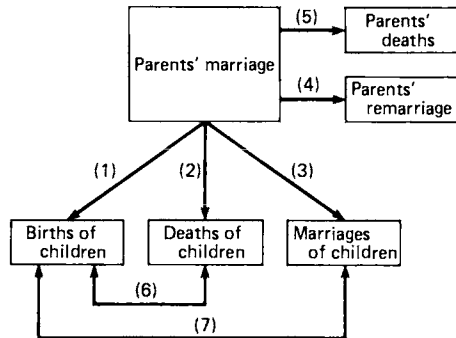 (5)
Parents'
deaths
Parents' marriage
(4)
Parents'
remarriage
(1)
(2)
(3)
Births of
children
Deaths of
children
Marriages
of children
(6)
(7)